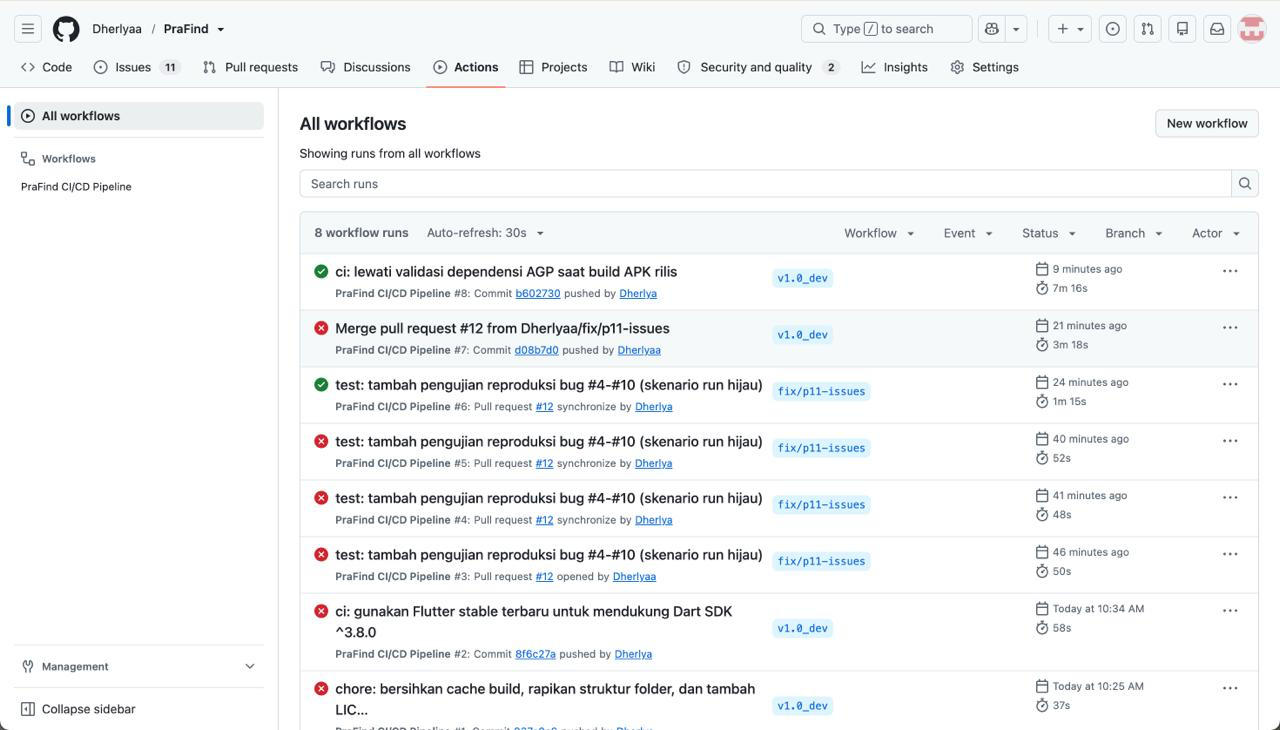 Dherlyaa / PraFind
Type / to search
Code
Issues 11
Pull requests
Discussions
Actions
Projects
Wiki
Security and quality 2
Insights
Settings
All workflows
Workflows
PraFind CI/CD Pipeline
Management
Collapse sidebar
All workflows
New workflow
Showing runs from all workflows
Search runs
8 workflow runs
Auto-refresh: 30s
Workflow
Event
Status
Branch
Actor
ci: lewati validasi dependensi AGP saat build APK rilis
PraFind CI/CD Pipeline #8: Commit b602730 pushed by Dherlya
v1.0_dev
9 minutes ago
7m 16s
Merge pull request #12 from Dherlyaa/fix/p11-issues
PraFind CI/CD Pipeline #7: Commit d08b7d0 pushed by Dherlyaa
v1.0_dev
21 minutes ago
3m 18s
test: tambah pengujian reproduksi bug #4-#10 (skenario run hijau)
PraFind CI/CD Pipeline #6: Pull request #12 synchronize by Dherlya
fix/p11-issues
24 minutes ago
1m 15s
test: tambah pengujian reproduksi bug #4-#10 (skenario run hijau)
PraFind CI/CD Pipeline #5: Pull request #12 synchronize by Dherlya
fix/p11-issues
40 minutes ago
52s
test: tambah pengujian reproduksi bug #4-#10 (skenario run hijau)
PraFind CI/CD Pipeline #4: Pull request #12 synchronize by Dherlya
fix/p11-issues
41 minutes ago
48s
test: tambah pengujian reproduksi bug #4-#10 (skenario run hijau)
PraFind CI/CD Pipeline #3: Pull request #12 opened by Dherlyaa
fix/p11-issues
46 minutes ago
50s
ci: gunakan Flutter stable terbaru untuk mendukung Dart SDK
^3.8.0
PraFind CI/CD Pipeline #2: Commit 8f6c27a pushed by Dherlya
v1.0_dev
Today at 10:34 AM
58s
chore: bersihkan cache build, rapikan struktur folder, dan tambah
LIC...
v1.0_dev
Today at 10:25 AM
37s